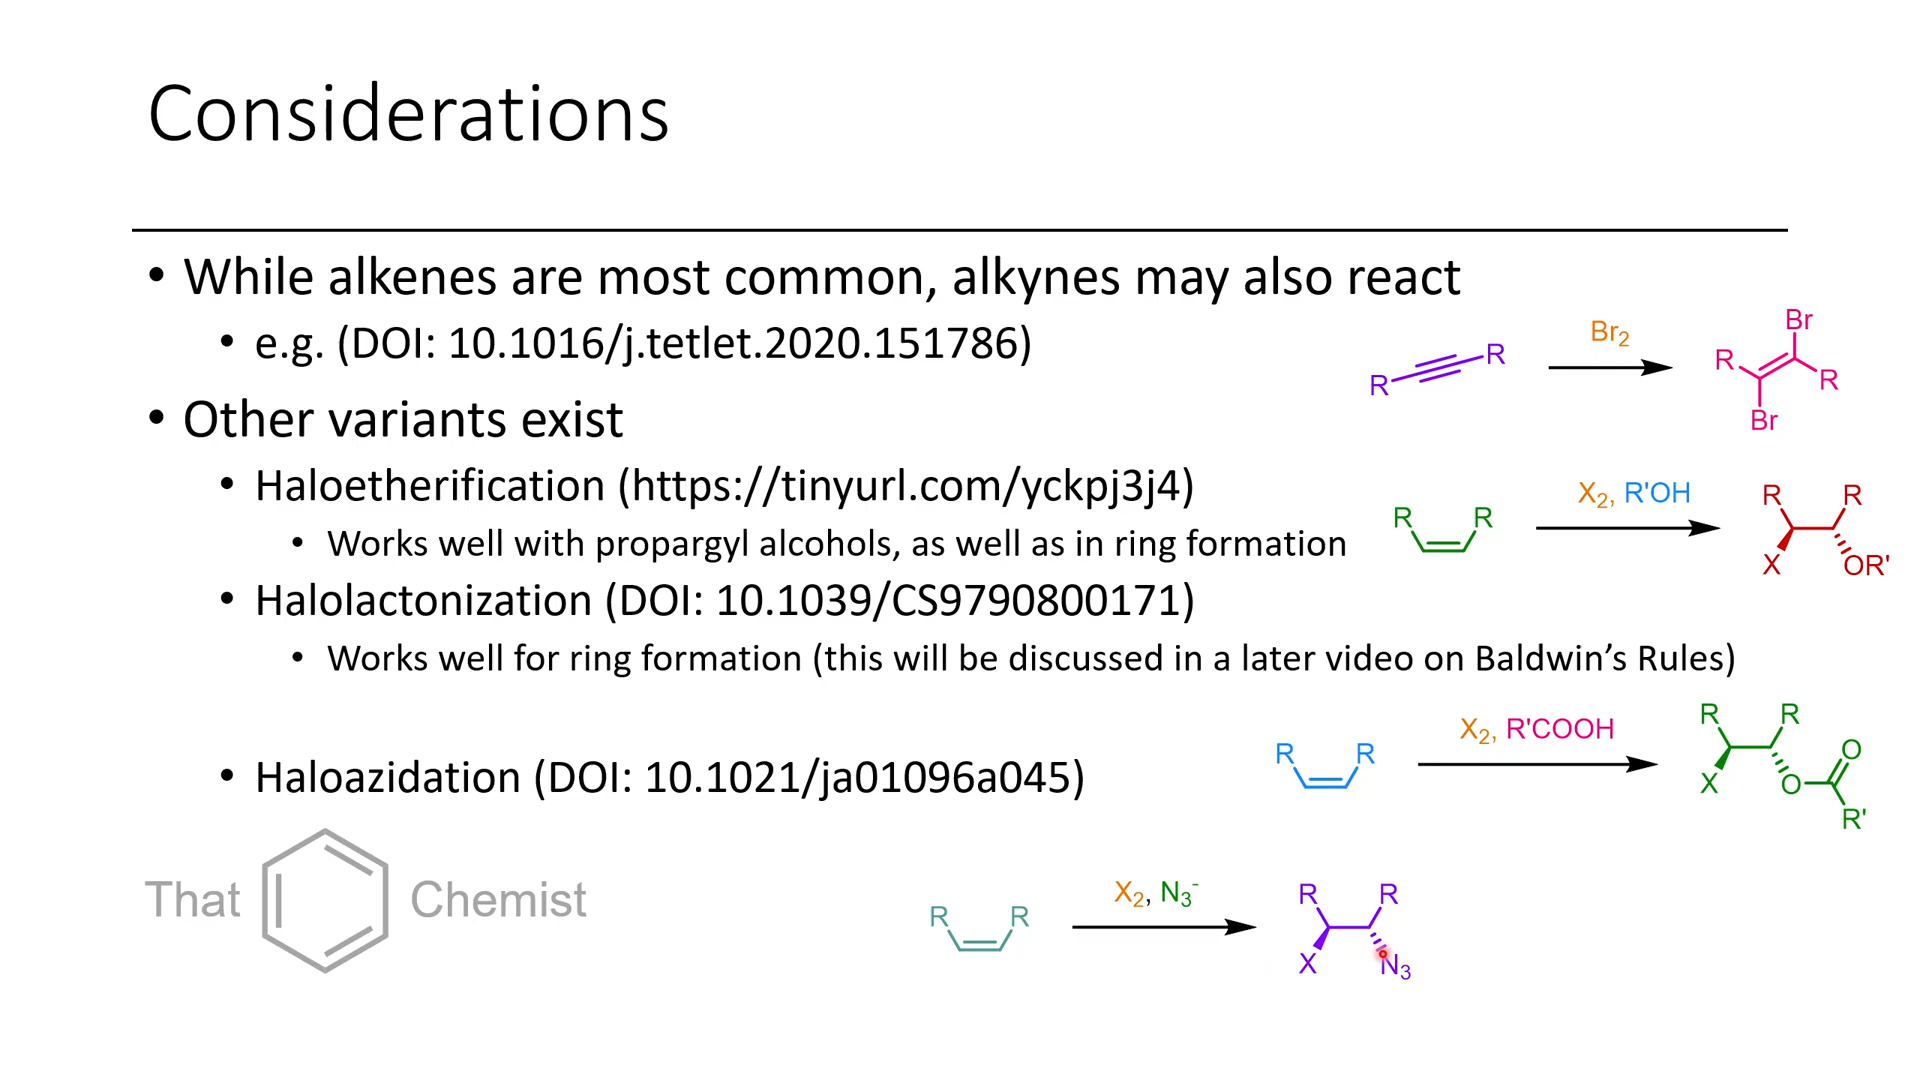 Considerations
• While alkenes are most common, alkynes may also react
• e.g. (DOI: 10.1016/j.tetlet.2020.151786)
R R Br₂ Br R R Br
• Other variants exist
• Haloetherification (https://tinyurl.com/yckpj3j4)
R R X₂, R'OH R R X OR'
• Works well with propargyl alcohols, as well as in ring formation
• Halolactonization (DOI: 10.1039/CS9790800171)
• Works well for ring formation (this will be discussed in a later video on Baldwin’s Rules)
R R X₂, R'COOH R R X O O R'
• Haloazidation (DOI: 10.1021/ja01096a045)
That Chemist
R R X₂, N₃⁻ R R X N₃